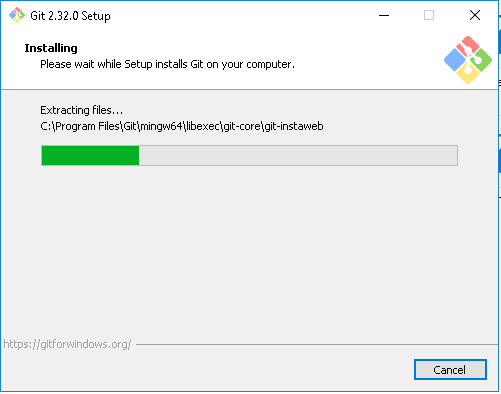 Git 2.32.0 Setup
Installing
Please wait while Setup installs Git on your computer.
Extracting files...
C:\Program Files\Git\mingw64\libexec\git-core\git-instaweb
https://gitforwindows.org/
Cancel